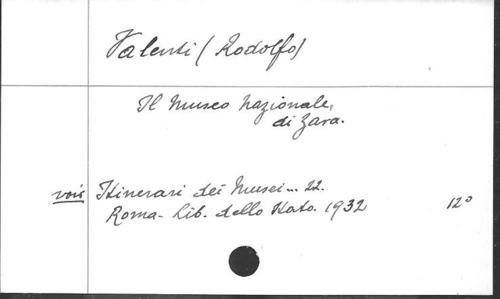 Valenti (Rodolfo)
Il Museo Nazionale,
di Zara.
voir Itinerari dei Musei... 22.
Roma - Lib. dello Stato. 1932 12°